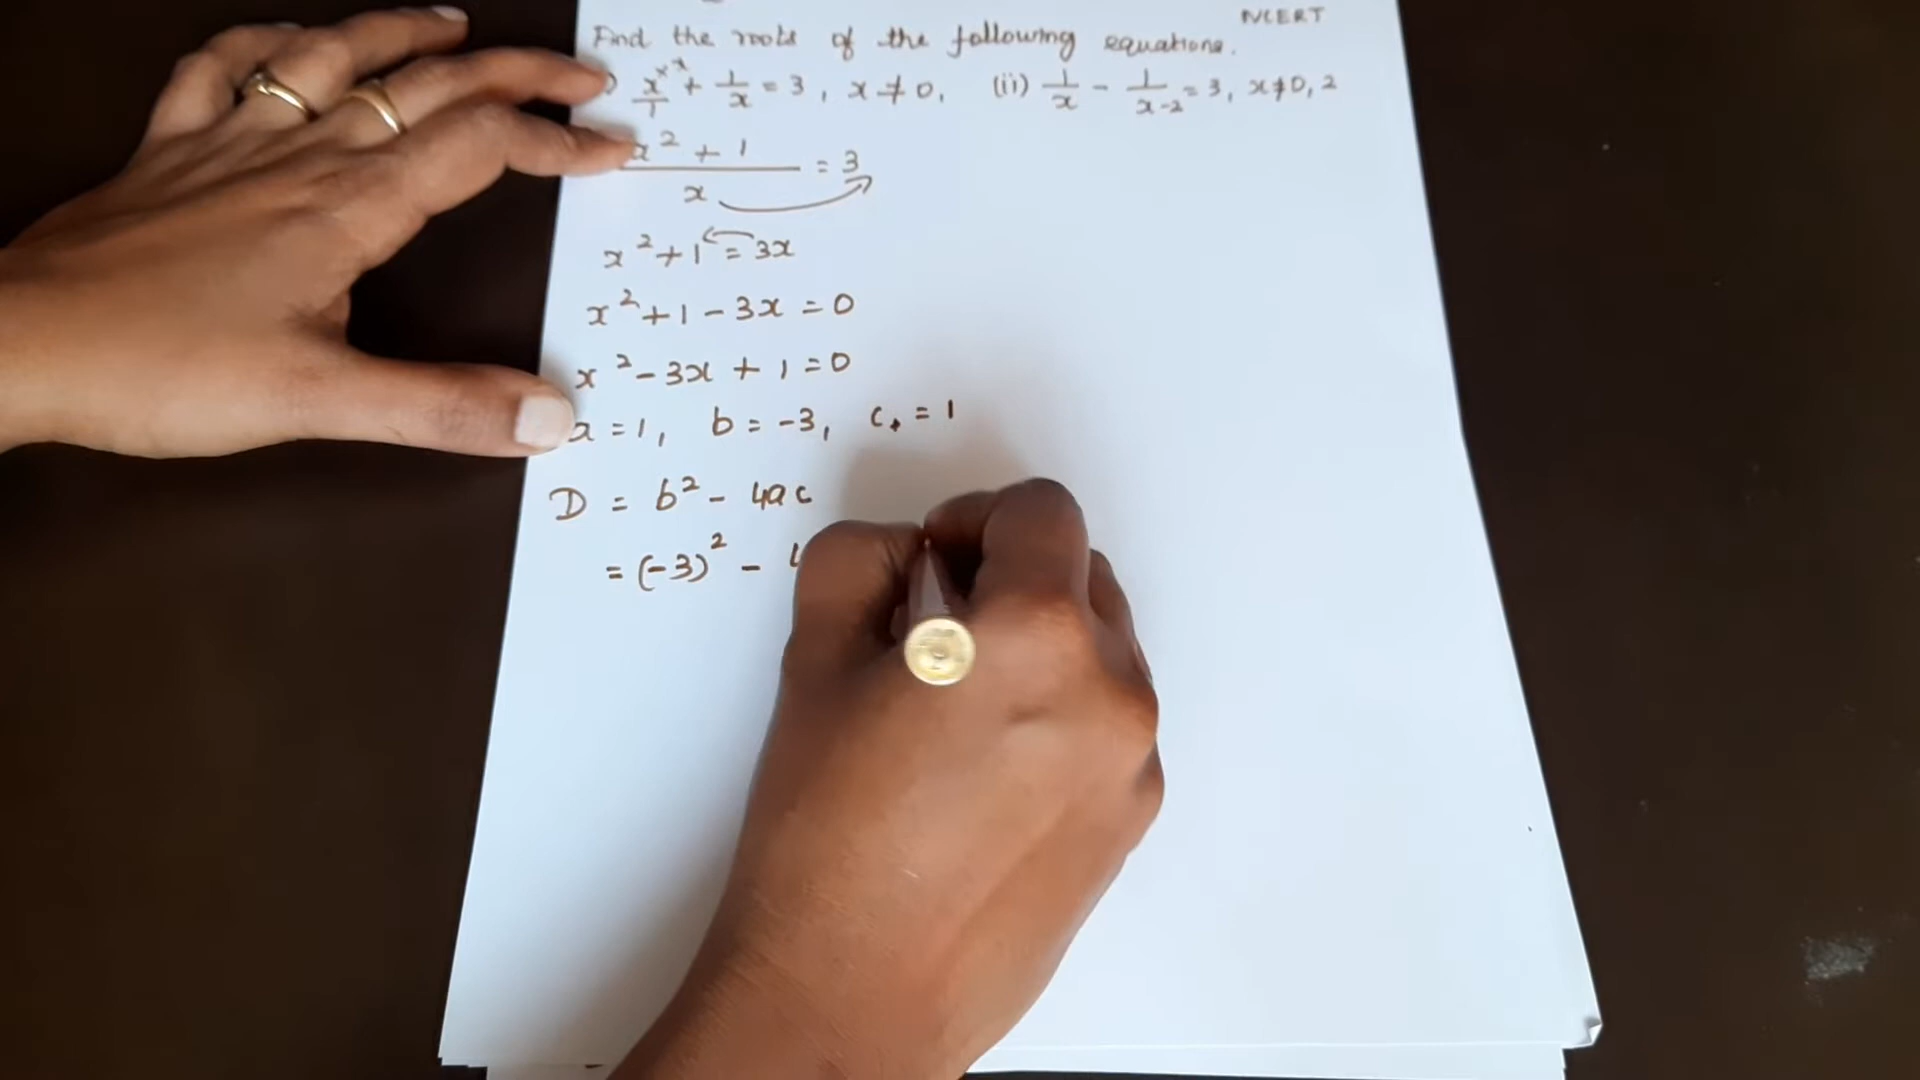 NCERT
Find the roots of the following equations.
) x/1 ×x + 1/x = 3, x ≠ 0, (ii) 1/x - 1/x-2 = 3, x ≠ 0, 2
x² + 1 / x = 3
x² + 1 = 3x
x² + 1 - 3x = 0
x² - 3x + 1 = 0
a = 1, b = -3, c = 1
D = b² - 4ac
= (-3)² -